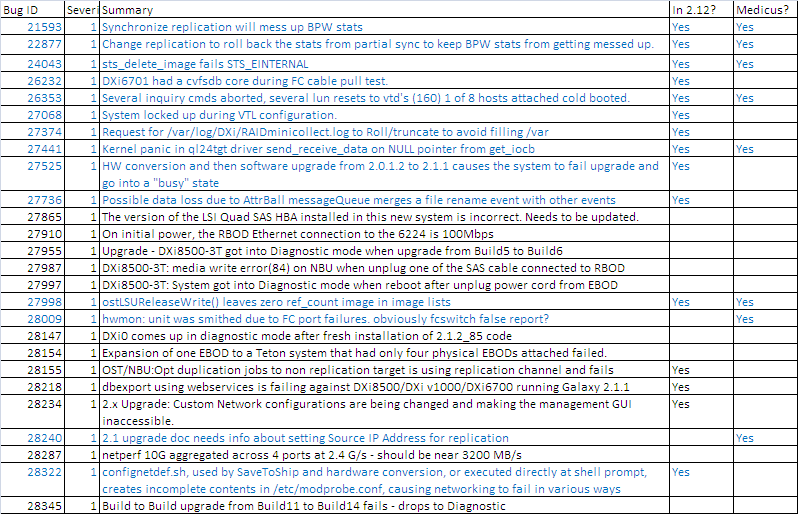 Bug ID Severi Summary In 2.12? Medicus?
21593 1 Synchronize replication will mess up BPW stats Yes Yes
22877 1 Change replication to roll back the stats from partial sync to keep BPW stats from getting messed up. Yes Yes
24043 1 sts_delete_image fails STS_EINTERNAL Yes Yes
26232 1 DXi6701 had a cvfsdb core during FC cable pull test. Yes
26353 1 Several inquiry cmds aborted, several lun resets to vtd's (160) 1 of 8 hosts attached cold booted. Yes Yes
27068 1 System locked up during VTL configuration. Yes
27374 1 Request for /var/log/DXi/RAIDminicollect.log to Roll/truncate to avoid filling /var Yes
27441 1 Kernel panic in ql24tgt driver send_receive_data on NULL pointer from get_iocb Yes Yes
27525 1 HW conversion and then software upgrade from 2.0.1.2 to 2.1.1 causes the system to fail upgrade and Yes
go into a "busy" state
27736 1 Possible data loss due to AttrBall messageQueue merges a file rename event with other events Yes
27865 1 The version of the LSI Quad SAS HBA installed in this new system is incorrect. Needs to be updated.
27910 1 On initial power, the RBOD Ethernet connection to the 6224 is 100Mbps
27955 1 Upgrade - DXi8500-3T got into Diagnostic mode when upgrade from Build5 to Build6
27987 1 DXi8500-3T: media write error(84) on NBU when unplug one of the SAS cable connected to RBOD
27997 1 DXi8500-3T: System got into Diagnostic mode when reboot after unplug power cord from EBOD
27998 1 ostLSUReleaseWrite() leaves zero ref_count image in image lists Yes Yes
28009 1 hwmon: unit was smithed due to FC port failures. obviously fcswitch false report? Yes
28147 1 DXi0 comes up in diagnostic mode after fresh installation of 2.1.2_85 code
28154 1 Expansion of one EBOD to a Teton system that had only four physical EBODs attached failed.
28155 1 OST/NBU:Opt duplication jobs to non replication target is using replication channel and fails Yes
28218 1 dbexport using webservices is failing against DXi8500/DXi v1000/DXi6700 running Galaxy 2.1.1 Yes
28234 1 2.x Upgrade: Custom Network configurations are being changed and making the management GUI Yes
inaccessible.
28240 1 2.1 upgrade doc needs info about setting Source IP Address for replication Yes
28287 1 netperf 10G aggregated across 4 ports at 2.4 G/s - should be near 3200 MB/s
28322 1 confignetdef.sh, used by SaveToShip and hardware conversion, or executed directly at shell prompt, Yes
creates incomplete contents in /etc/modprobe.conf, causing networking to fail in various ways
28345 1 Build to Build upgrade from Build11 to Build14 fails - drops to Diagnostic